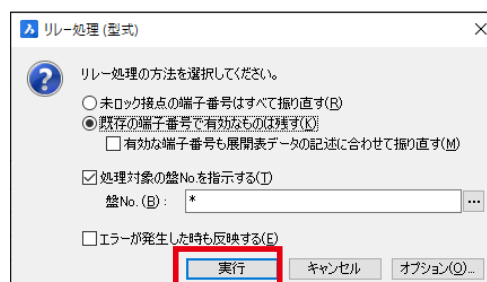 リレー処理 (型式)
リレー処理の方法を選択してください。
未ロック接点の端子番号はすべて振り直す(R)
既存の端子番号で有効なものは残す(K)
有効な端子番号も展開表データの記述に合わせて振り直す(M)
処理対象の盤No.を指示する(T)
盤No.(B): *
エラーが発生した時も反映する(E)
実行 キャンセル オプション(O)...